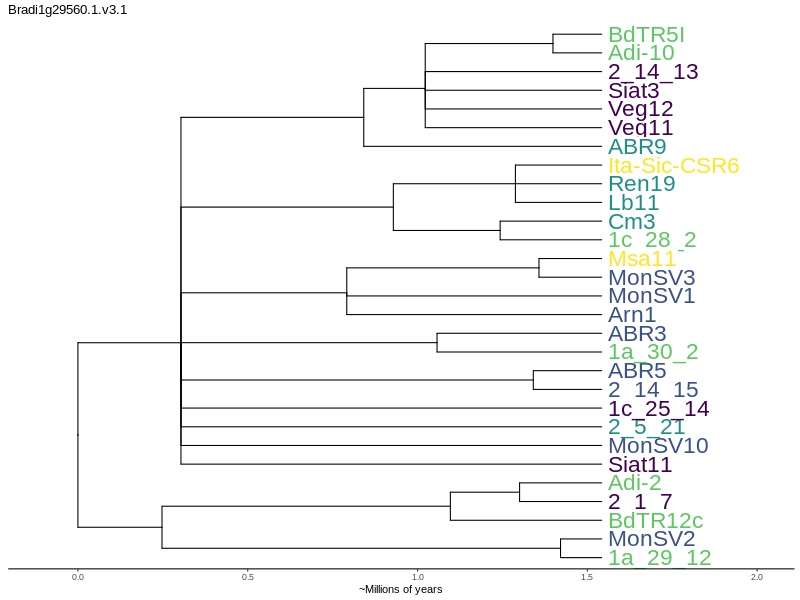 Bradi1g29560.1.v3.1
BdTR5I
Adi-10
2_14_13
Siat3
Veg12
Veg11
ABR9
Ita-Sic-CSR6
Ren19
Lb11
Cm3
1c_28_2
Msa11
MonSV3
MonSV1
Arn1
ABR3
1a_30_2
ABR5
2_14_15
1c_25_14
2_5_21
MonSV10
Siat11
Adi-2
2_1_7
BdTR12c
MonSV2
1a_29_12
0.0 0.5 1.0 1.5 2.0
~Millions of years